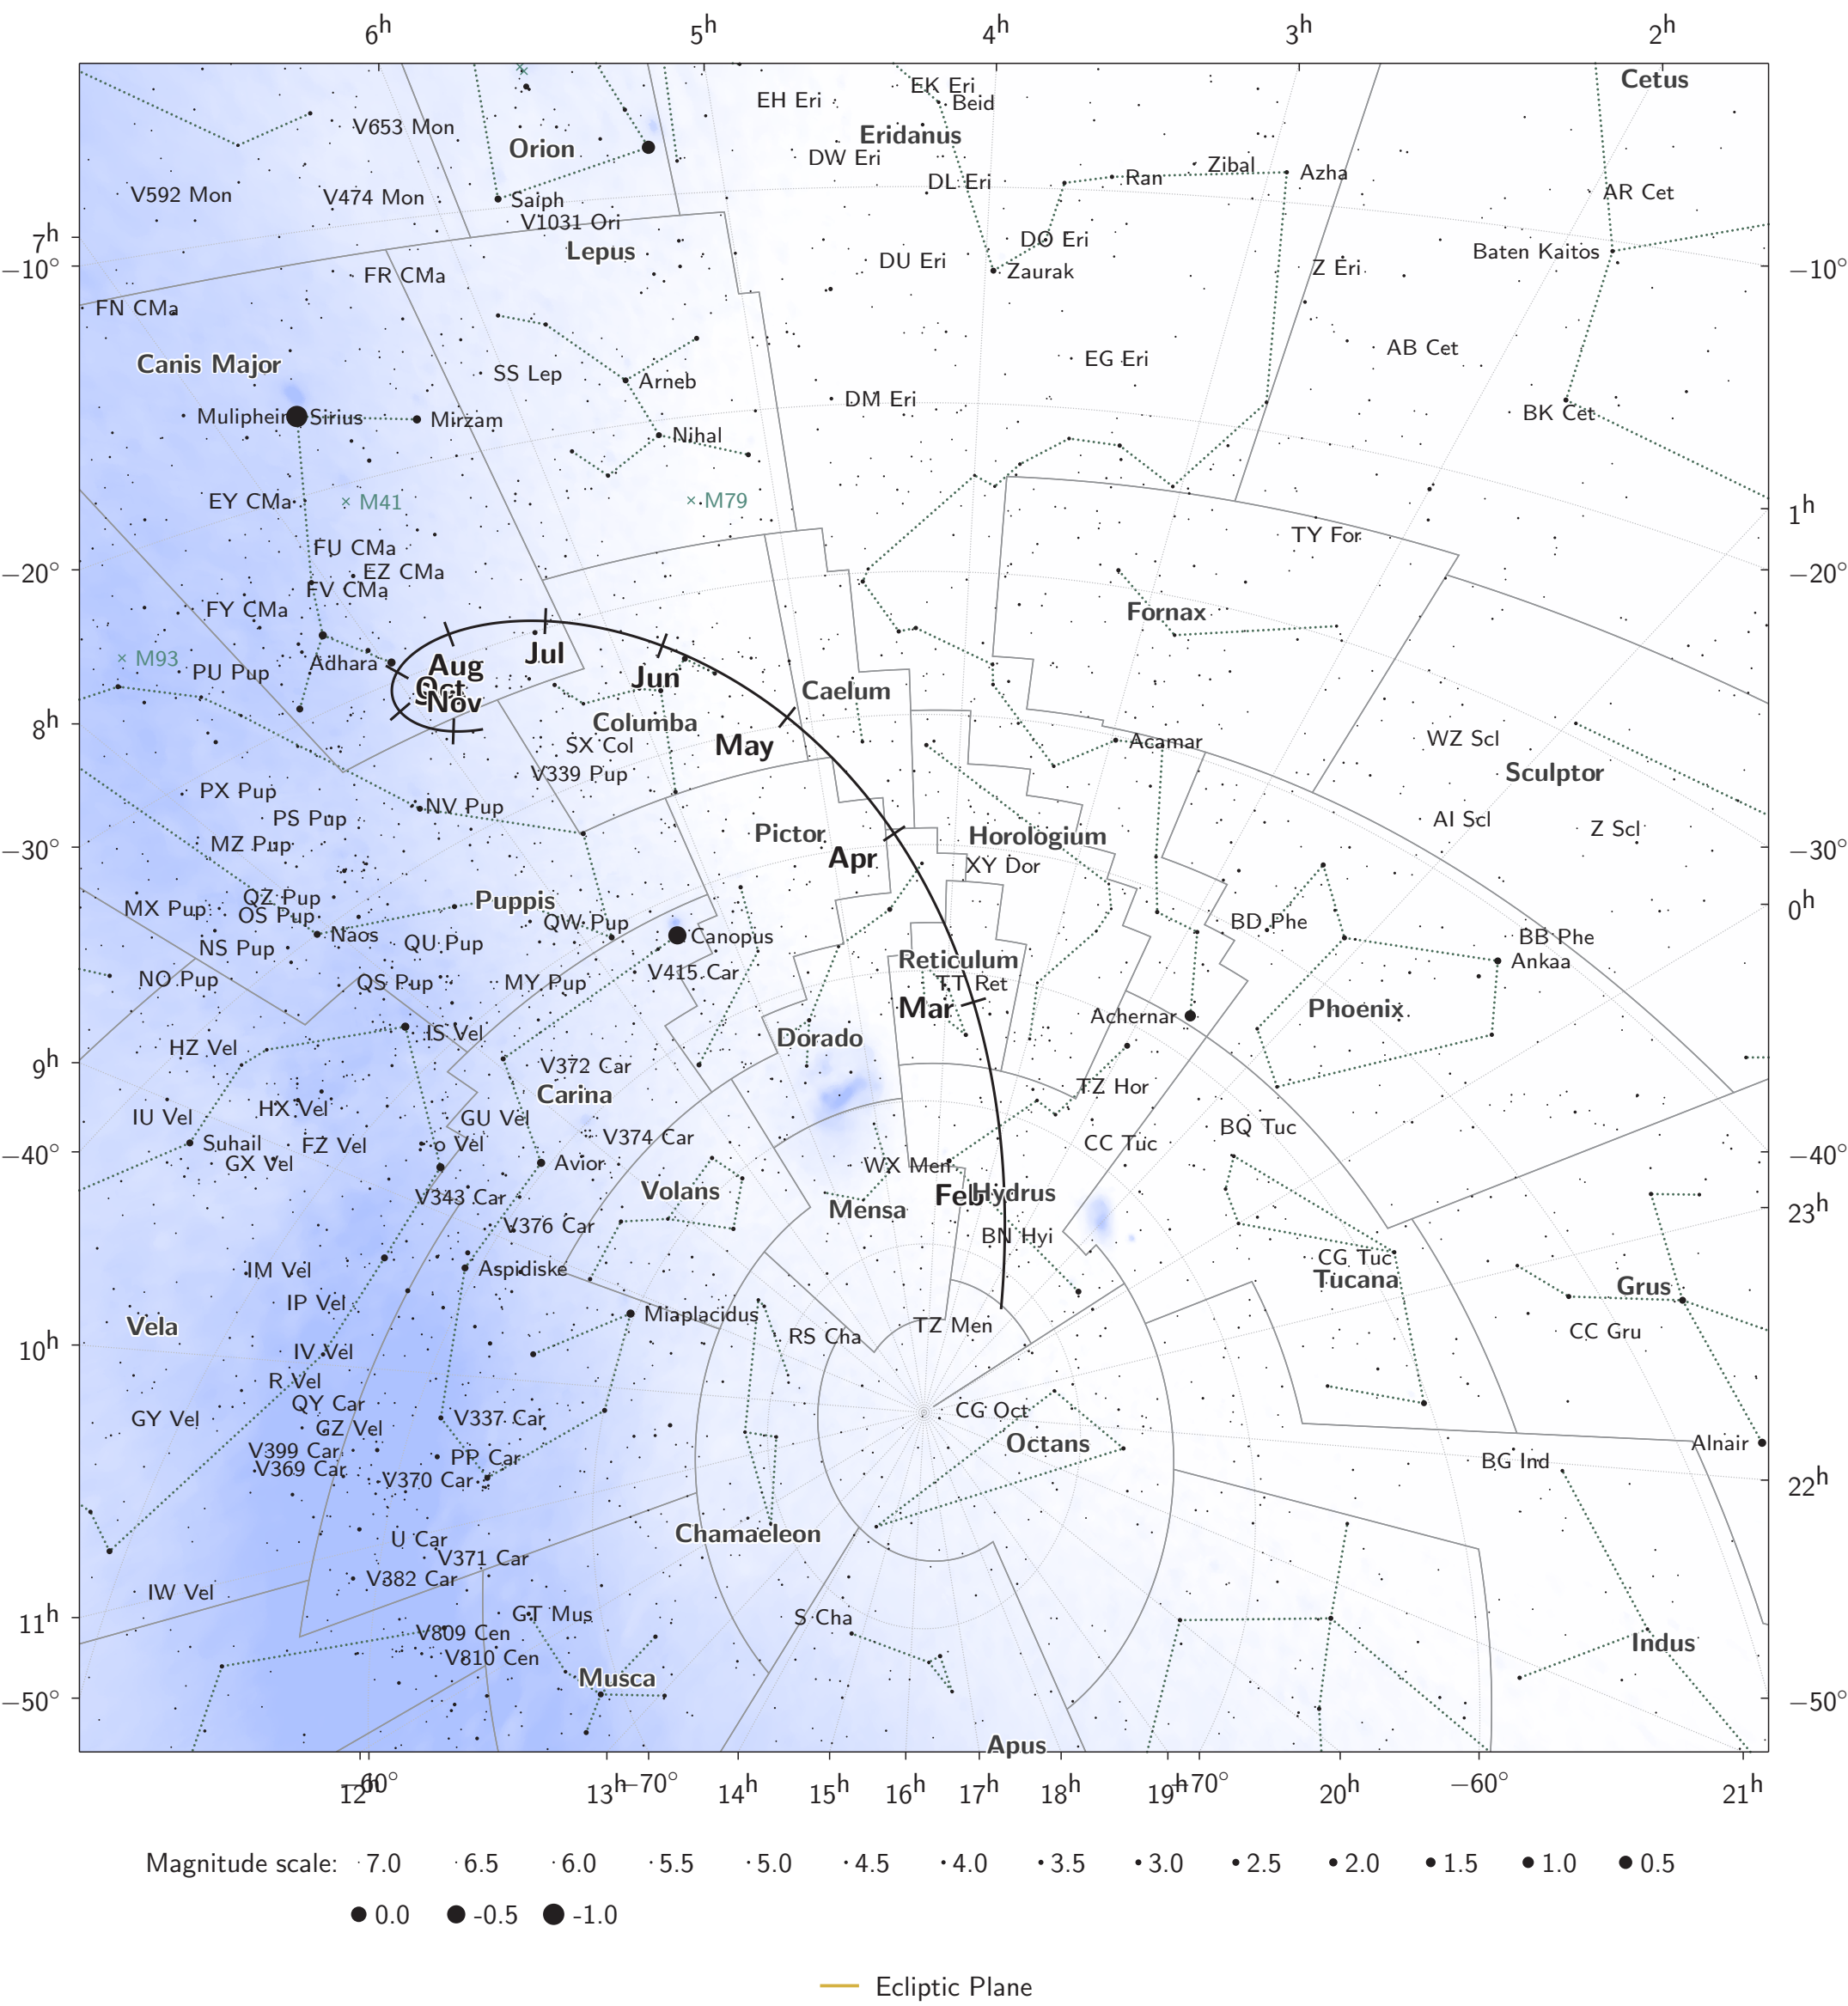 6h 5h 4h 3h 2h
Cetus
EK Eri
EH Eri Beid
V653 Mon Eridanus
Orion DW Eri Zibal
Ran Azha
DL Eri
V592 Mon V474 Mon Saiph AR Cet
V1031 Ori
7h DO Eri
Lepus Baten Kaitos
−10° FR CMa DU Eri Zaurak Z Eri −10°
FN CMa
AB Cet
EG Eri
Canis Major
SS Lep Arneb
DM Eri
BK Cet
Muliphein Sirius Mirzam
Nihal
EY CMa M41 M79 1h
TY For
FU CMa
−20° EZ CMa −20°
FV CMa
FY CMa Fornax
Jul
M93 PU Pup Adhara Aug
Jun
Oct
Nov Caelum
8h Columba
SX Col May Acamar WZ Scl
V339 Pup Sculptor
PX Pup
NV Pup
PS Pup AI Scl Z Scl
MZ Pup Pictor Horologium
−30° Apr XY Dor −30°
QZ Pup
MX Pup OS Pup Puppis 0h
QW Pup BD Phe
NS Pup Naos QU Pup Canopus BB Phe
Reticulum Ankaa
NO Pup QS Pup MY Pup V415 Car TT Ret
Mar Achernar Phoenix
IS Vel Dorado
HZ Vel
9h V372 Car
TZ Hor
Carina
HX Vel
IU Vel GU Vel BQ Tuc
Suhail FZ Vel o Vel V374 Car CC Tuc
−40° GX Vel Avior WX Men −40°
V343 Car Volans Feb Hydrus
Mensa 23h
V376 Car BN Hyi
CG Tuc
IM Vel Aspidiske Tucana
Grus
IP Vel
Vela Miaplacidus TZ Men
RS Cha CC Gru
10h IV Vel
R Vel
QY Car
GY Vel GZ Vel V337 Car CG Oct
V399 Car PP Car Octans Alnair
V369 Car V370 Car BG Ind
22h
U Car Chamaeleon
V371 Car
V382 Car
IW Vel
11h GT Mus S Cha
V809 Cen Indus
V810 Cen
Musca
−50° −50°
Apus
12h −60° 13h −70° 14h 15h 16h 17h 18h 19h −70° 20h −60° 21h
Magnitude scale: 7.0 6.5 6.0 5.5 5.0 4.5 4.0 3.5 3.0 2.5 2.0 1.5 1.0 0.5
0.0 -0.5 -1.0
Ecliptic Plane